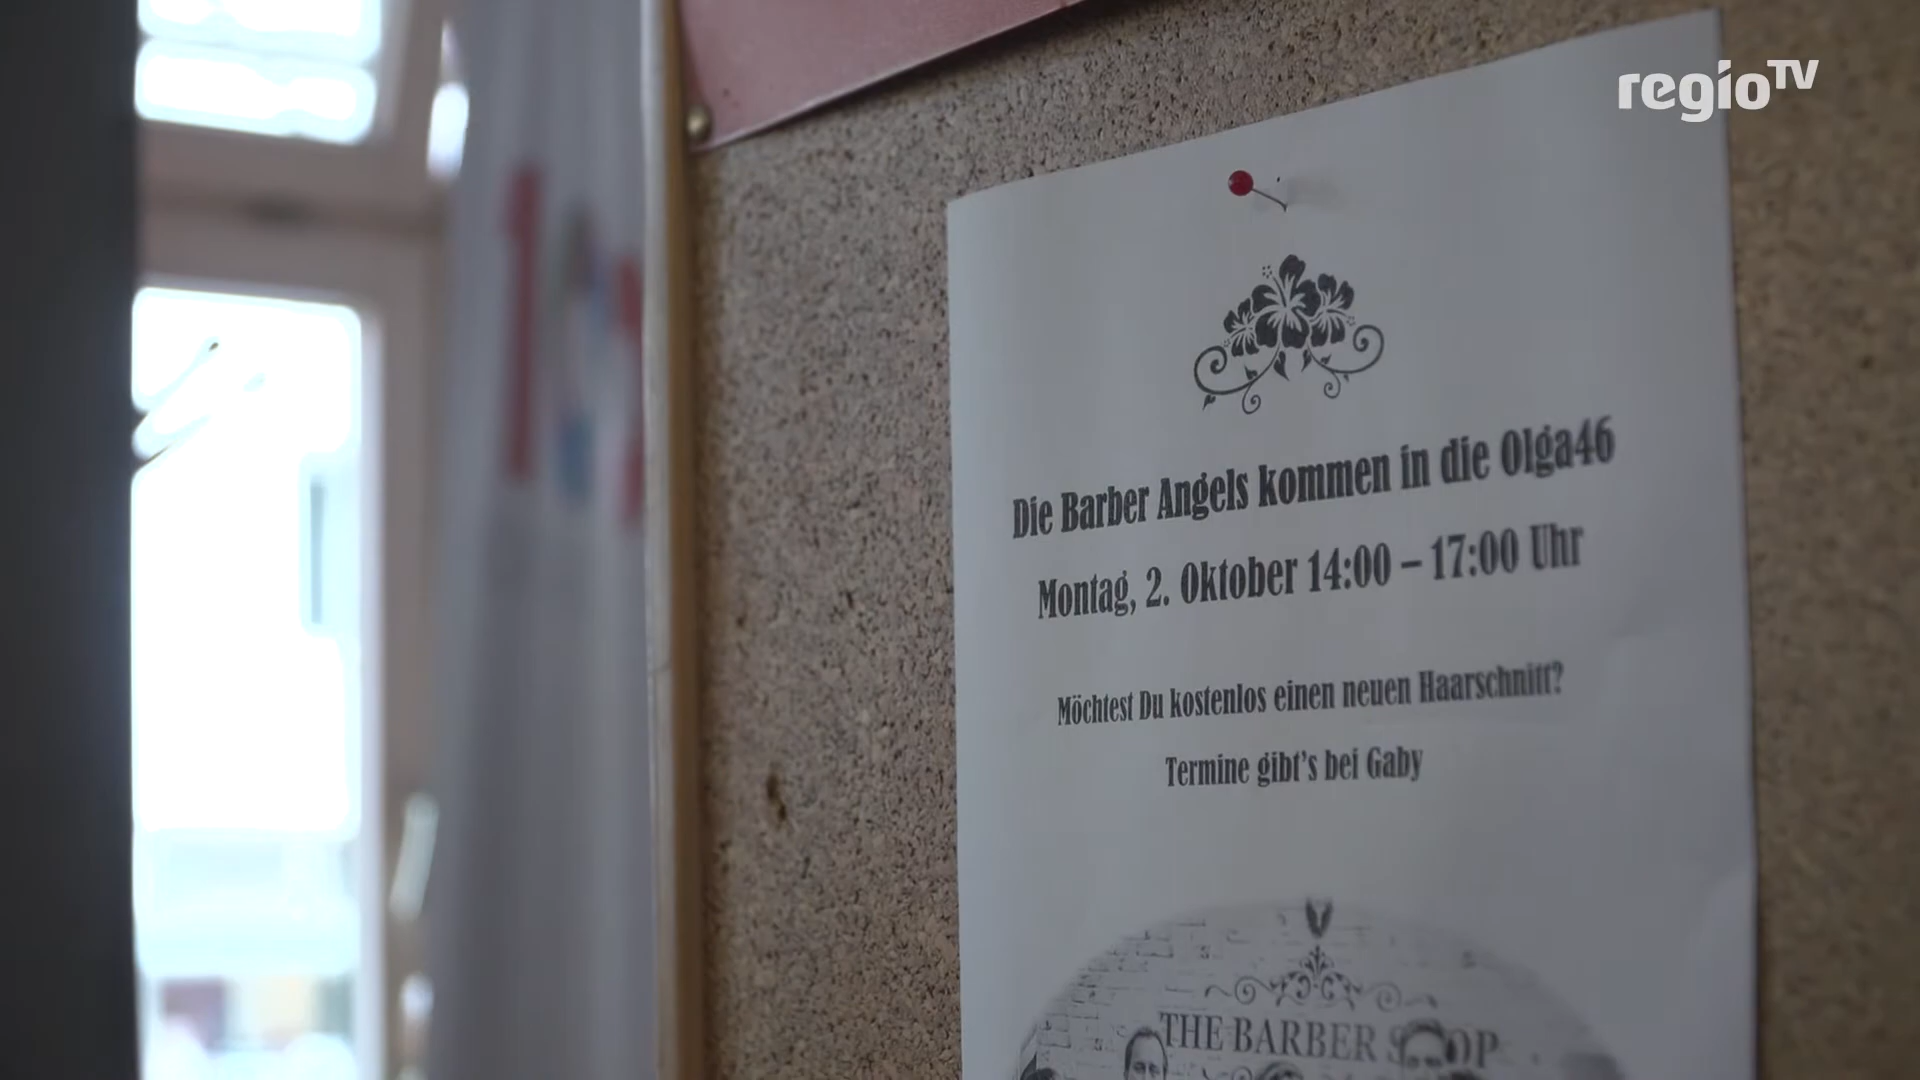 regioTV
Die Barber Angels kommen in die Olga46
Montag, 2. Oktober 14:00 – 17:00 Uhr
Möchtest Du kostenlos einen neuen Haarschnitt?
Termine gibt's bei Gaby
THE BARBER